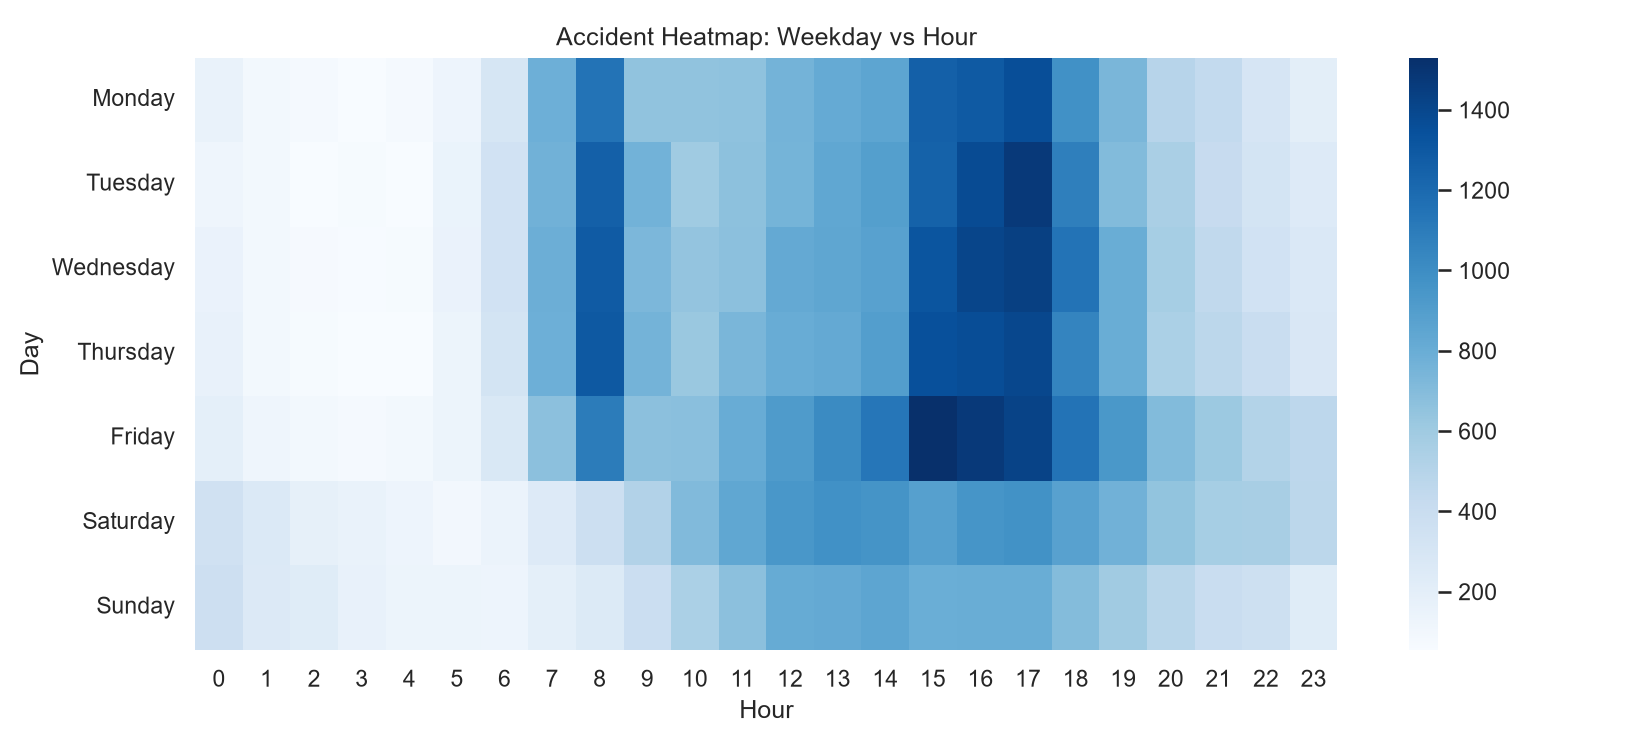 Accident Heatmap: Weekday vs Hour
Day
Monday
Tuesday
Wednesday
Thursday
Friday
Saturday
Sunday
0 1 2 3 4 5 6 7 8 9 10 11 12 13 14 15 16 17 18 19 20 21 22 23
Hour
1400
1200
1000
800
600
400
200